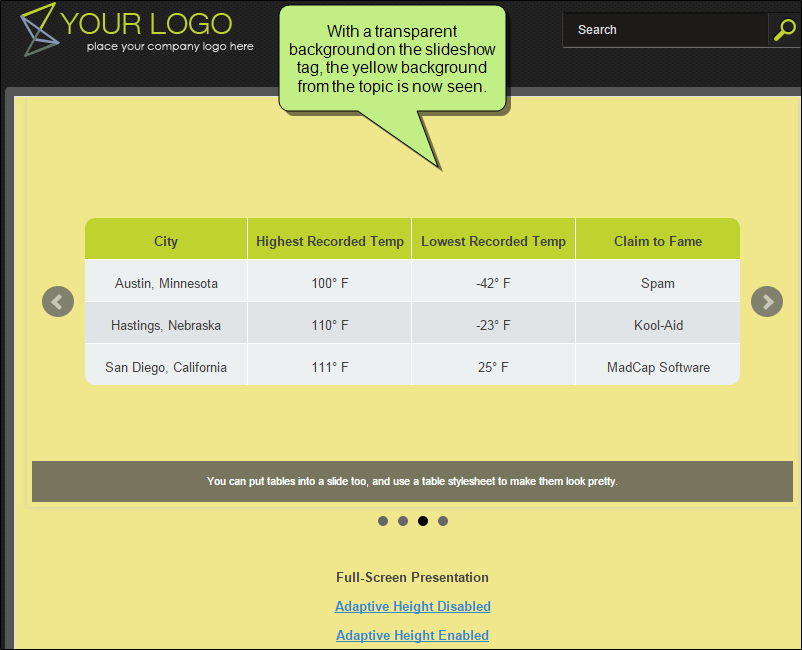 YOUR LOGO
place your company logo here
With a transparent
background on the slideshow
tag, the yellow background
from the topic is now seen.
Search
City Highest Recorded Temp Lowest Recorded Temp Claim to Fame
Austin, Minnesota 100° F -42° F Spam
Hastings, Nebraska 110° F -23° F Kool-Aid
San Diego, California 111° F 25° F MadCap Software
You can put tables into a slide too, and use a table stylesheet to make them look pretty.
Full-Screen Presentation
Adaptive Height Disabled
Adaptive Height Enabled